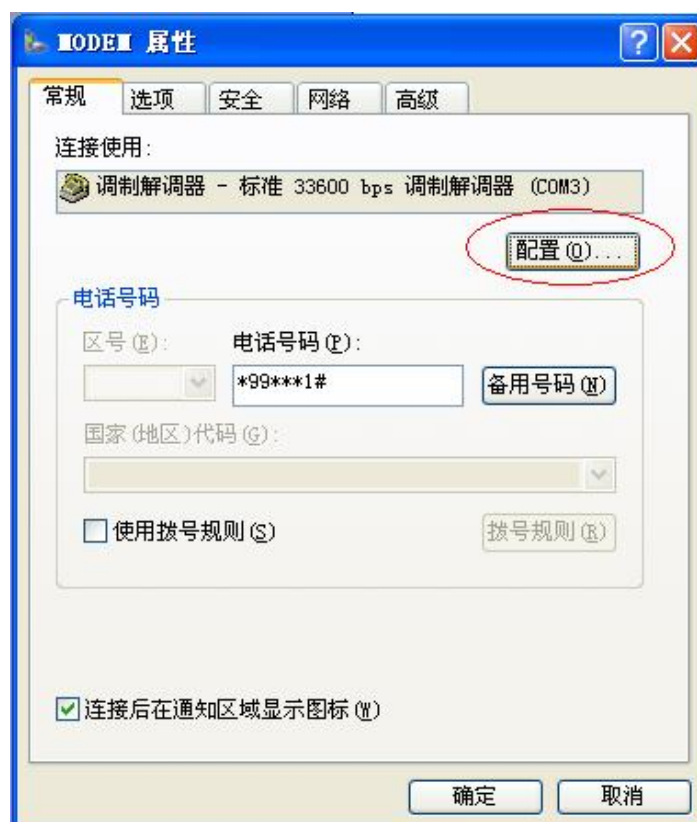 MODEM 属性
常规 选项 安全 网络 高级
连接使用:
调制解调器 - 标准 33600 bps 调制解调器 (COM3)
配置(O)...
电话号码
区号(E): 电话号码(P):
*99***1# 备用号码(N)
国家(地区)代码(G):
使用拨号规则(S) 拨号规则(R)
连接后在通知区域显示图标(W)
确定 取消